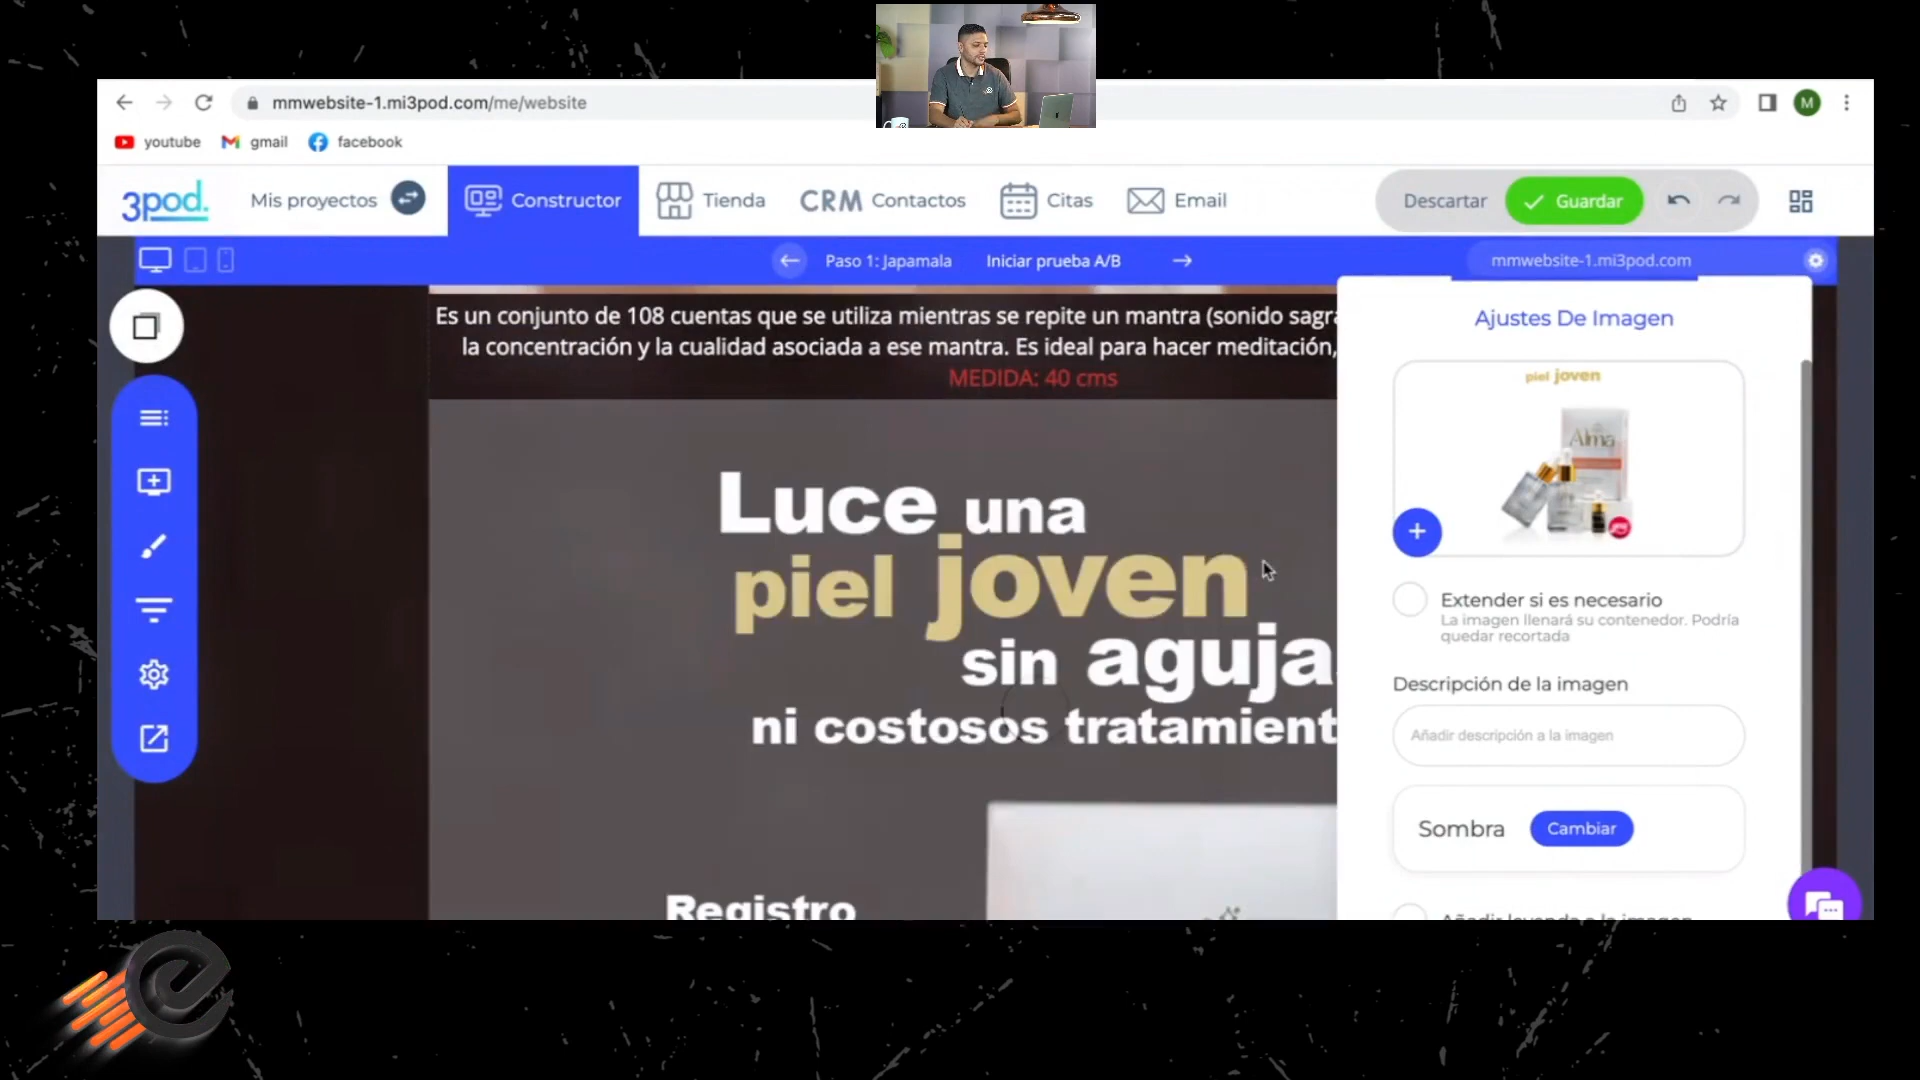 mmwebsite-1.mi3pod.com/me/website
M
youtube
gmail
facebook
3pod.
Mis proyectos
Constructor
Tienda
CRM Contactos
Citas
Email
Descartar
Guardar
Paso 1: Japamala
Iniciar prueba A/B
mmwebsite-1.mi3pod.com
Es un conjunto de 108 cuentas que se utiliza mientras se repite un mantra (sonido sagra
la concentración y la cualidad asociada a ese mantra. Es ideal para hacer meditación,
MEDIDA: 40 cms
Luce una
piel joven
sin aguja
ni costosos tratamient
Registro
Ajustes De Imagen
piel joven
Alma
Extender si es necesario
La imagen llenará su contenedor. Podría
quedar recortada
Descripción de la imagen
Añadir descripción a la imagen
Sombra
Cambiar
Añadir leyenda a la imagen
e